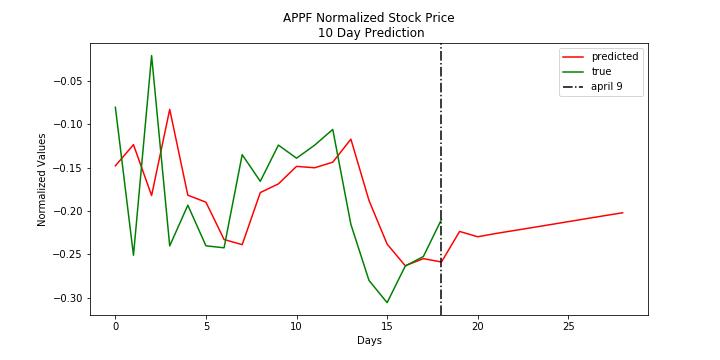 APPF Normalized Stock Price
10 Day Prediction
predicted
true
april 9
Normalized Values
−0.05
−0.10
−0.15
−0.20
−0.25
−0.30
0
5
10
15
20
25
Days